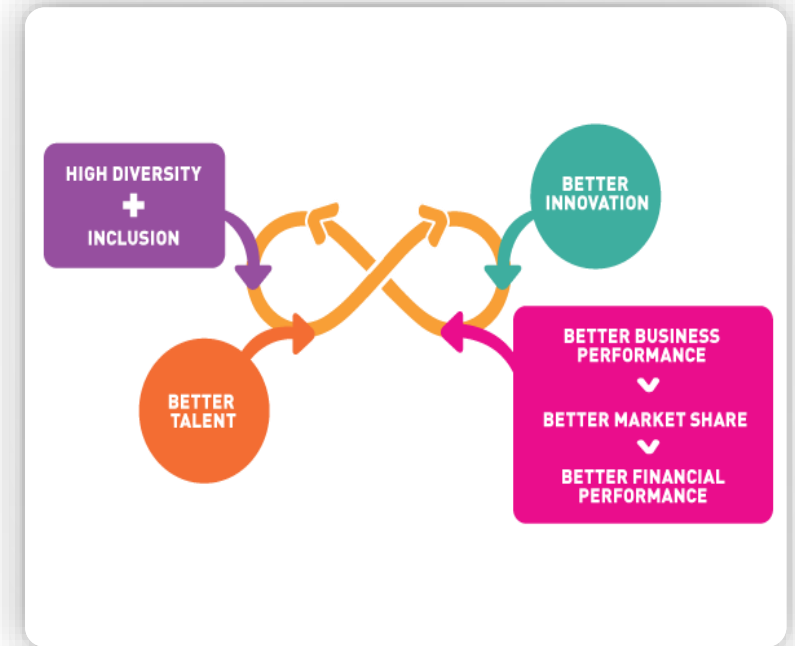 HIGH DIVERSITY
+
INCLUSION
BETTER
INNOVATION
BETTER
TALENT
BETTER BUSINESS
PERFORMANCE
BETTER MARKET SHARE
BETTER FINANCIAL
PERFORMANCE